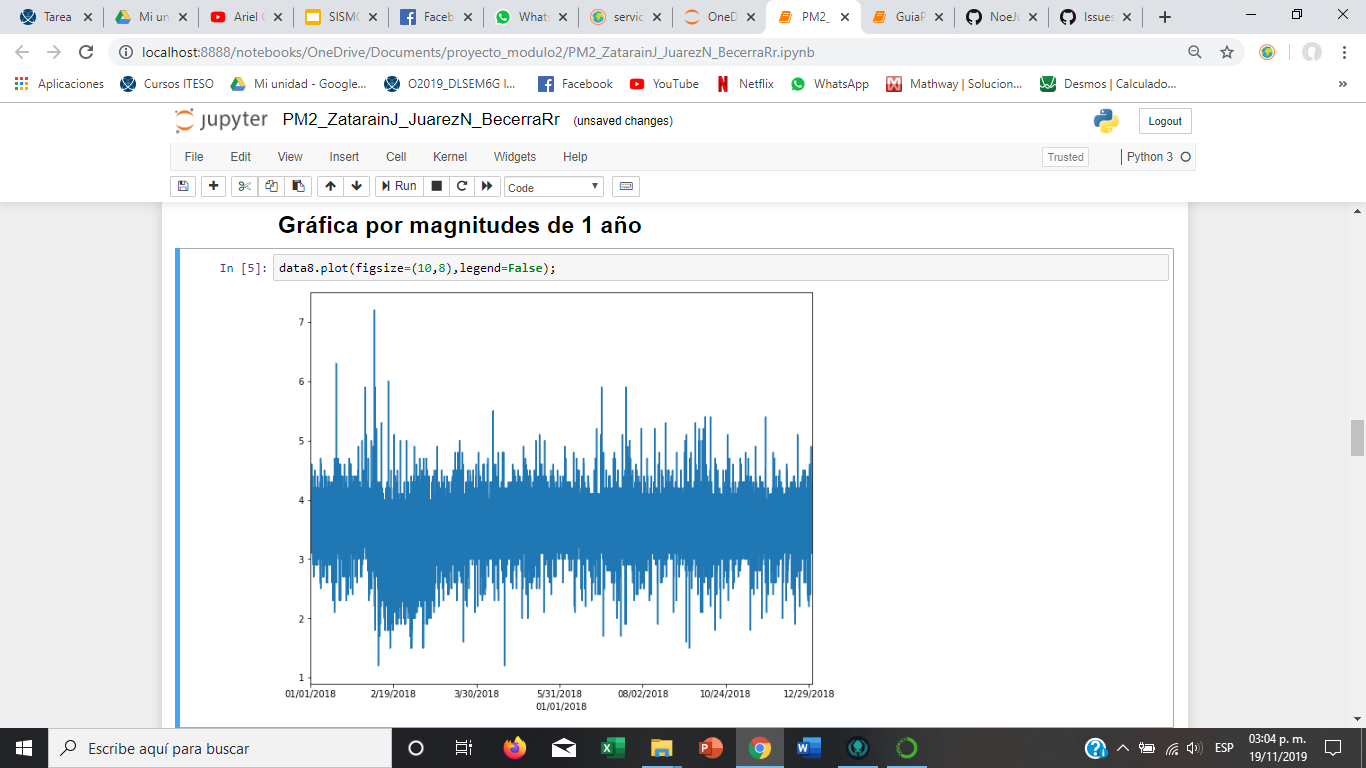 Tarea
Mi un
Ariel
SISMO
Faceb
Whats
servic
OneD
PM2_
GuiaP
NoeJu
Issues
localhost:8888/notebooks/OneDrive/Documents/proyecto_modulo2/PM2_ZatarainJ_JuarezN_BecerraRr.ipynb
Aplicaciones Cursos ITESO Mi unidad - Google... O2019_DLSEM6G I... Facebook YouTube Netflix WhatsApp Mathway | Solucion... Desmos | Calculado... »
jupyter PM2_ZatarainJ_JuarezN_BecerraRr (unsaved changes) Logout
File Edit View Insert Cell Kernel Widgets Help Trusted Python 3
Run Code
Gráfica por magnitudes de 1 año
In [5]: data8.plot(figsize=(10,8),legend=False);
7
6
5
4
3
2
1
01/01/2018 2/19/2018 3/30/2018 5/31/2018 08/02/2018 10/24/2018 12/29/2018
01/01/2018
Escribe aquí para buscar
ESP
03:04 p. m.
19/11/2019